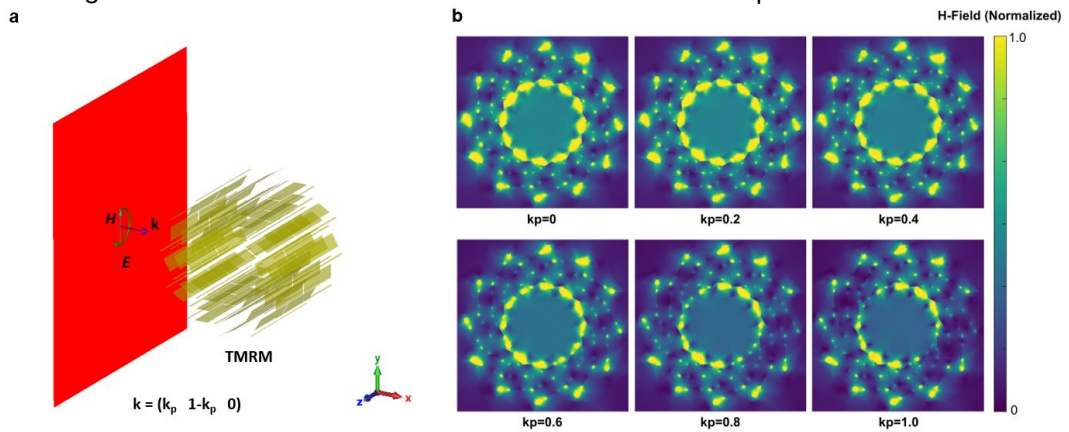 a
H
k
E
TMRM
k = (kₚ 1-kₚ 0)
y
z
x
b
H-Field (Normalized)
1.0
kp=0
kp=0.2
kp=0.4
kp=0.6
kp=0.8
kp=1.0
0